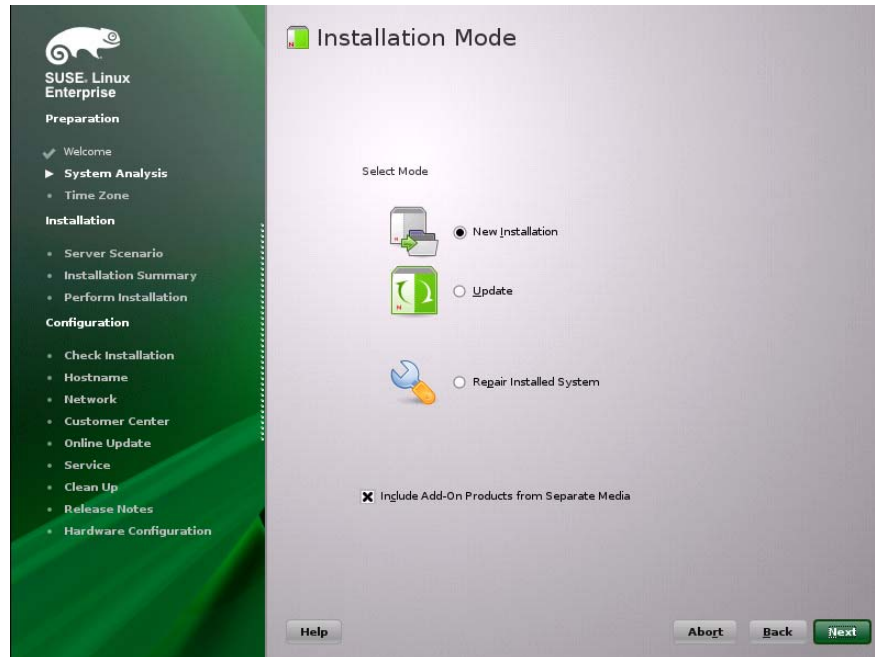 SUSE. Linux
Enterprise
Preparation
Welcome
System Analysis
Time Zone
Installation
Server Scenario
Installation Summary
Perform Installation
Configuration
Check Installation
Hostname
Network
Customer Center
Online Update
Service
Clean Up
Release Notes
Hardware Configuration
Installation Mode
Select Mode
New Installation
Update
Repair Installed System
Include Add-On Products from Separate Media
Help
Abort
Back
Next